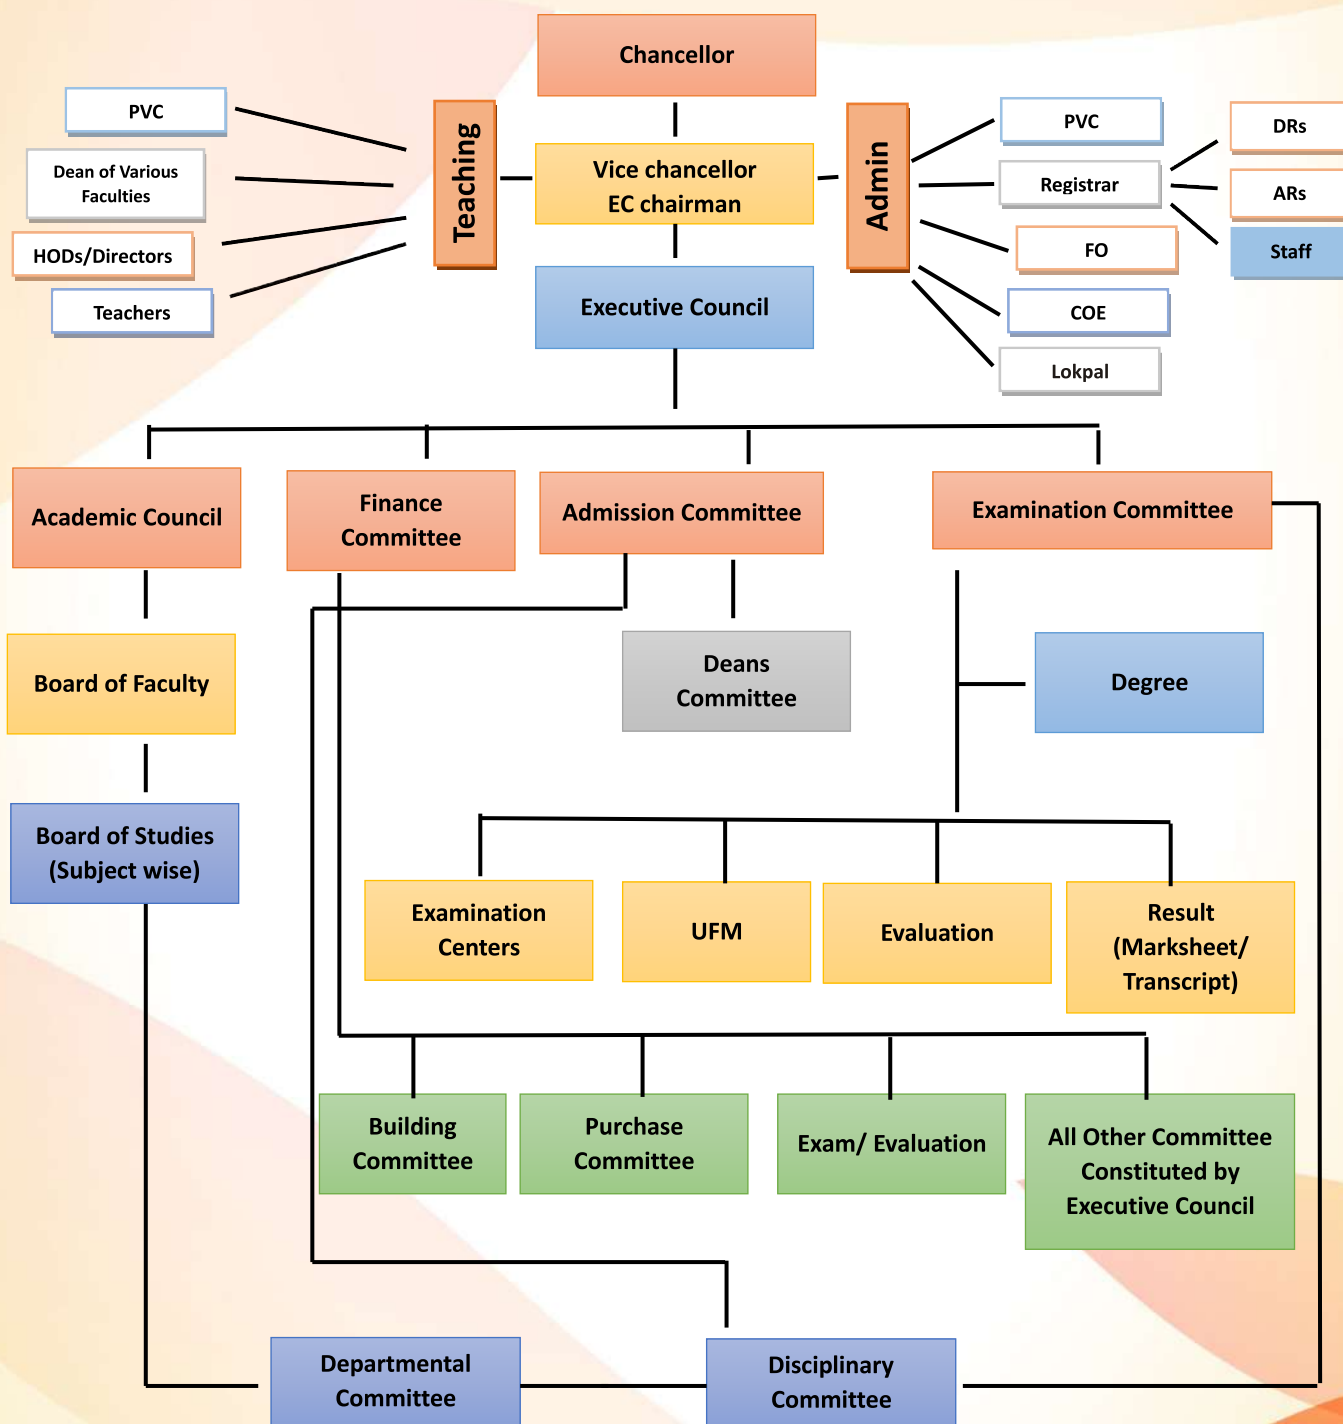 Chancellor
PVC
Dean of Various
Faculties
HODs/Directors
Teachers
Teaching
Vice chancellor
EC chairman
Admin
PVC
Registrar
FO
COE
Lokpal
DRs
ARs
Staff
Executive Council
Academic Council
Finance
Committee
Admission Committee
Examination Committee
Board of Faculty
Deans
Committee
Degree
Board of Studies
(Subject wise)
Examination
Centers
UFM
Evaluation
Result
(Marksheet/
Transcript)
Building
Committee
Purchase
Committee
Exam/ Evaluation
All Other Committee
Constituted by
Executive Council
Departmental
Committee
Disciplinary
Committee